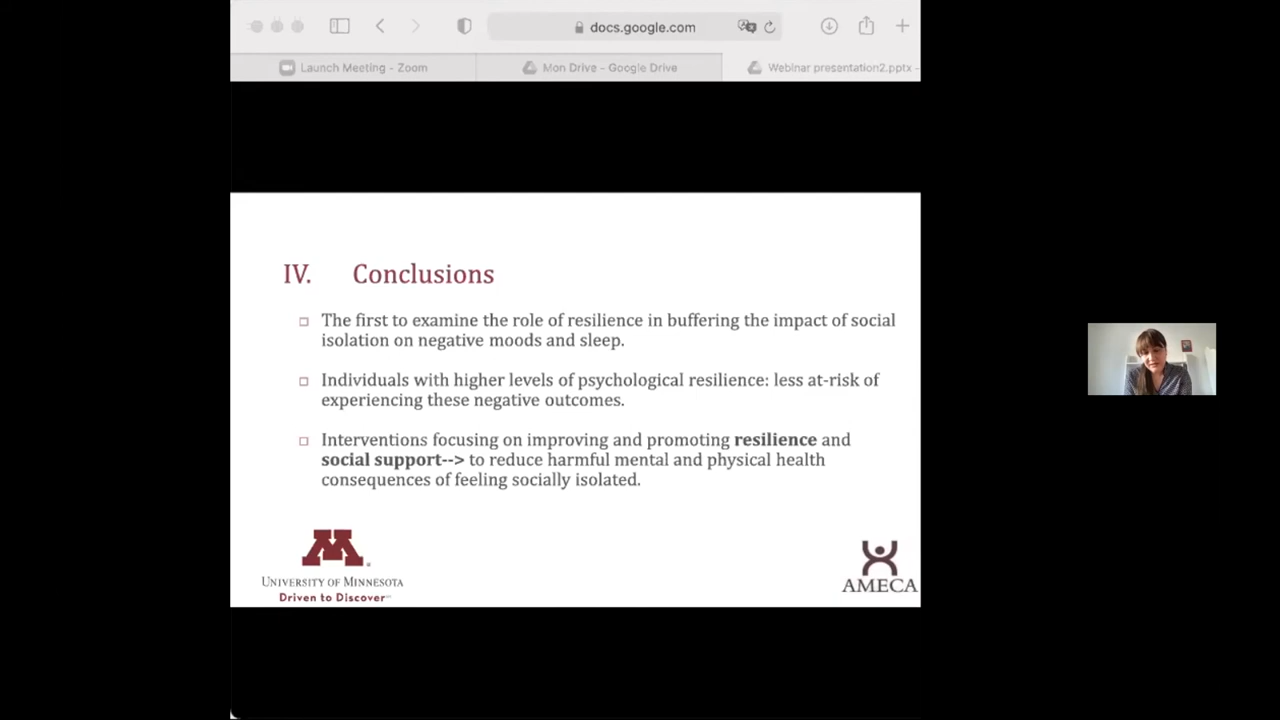 docs.google.com
Launch Meeting - Zoom
Mon Drive - Google Drive
Webinar presentation2.pptx -
IV. Conclusions
The first to examine the role of resilience in buffering the impact of social
isolation on negative moods and sleep.
Individuals with higher levels of psychological resilience: less at-risk of
experiencing these negative outcomes.
Interventions focusing on improving and promoting resilience and
social support--> to reduce harmful mental and physical health
consequences of feeling socially isolated.
M
UNIVERSITY OF MINNESOTA
Driven to Discover
AMECA